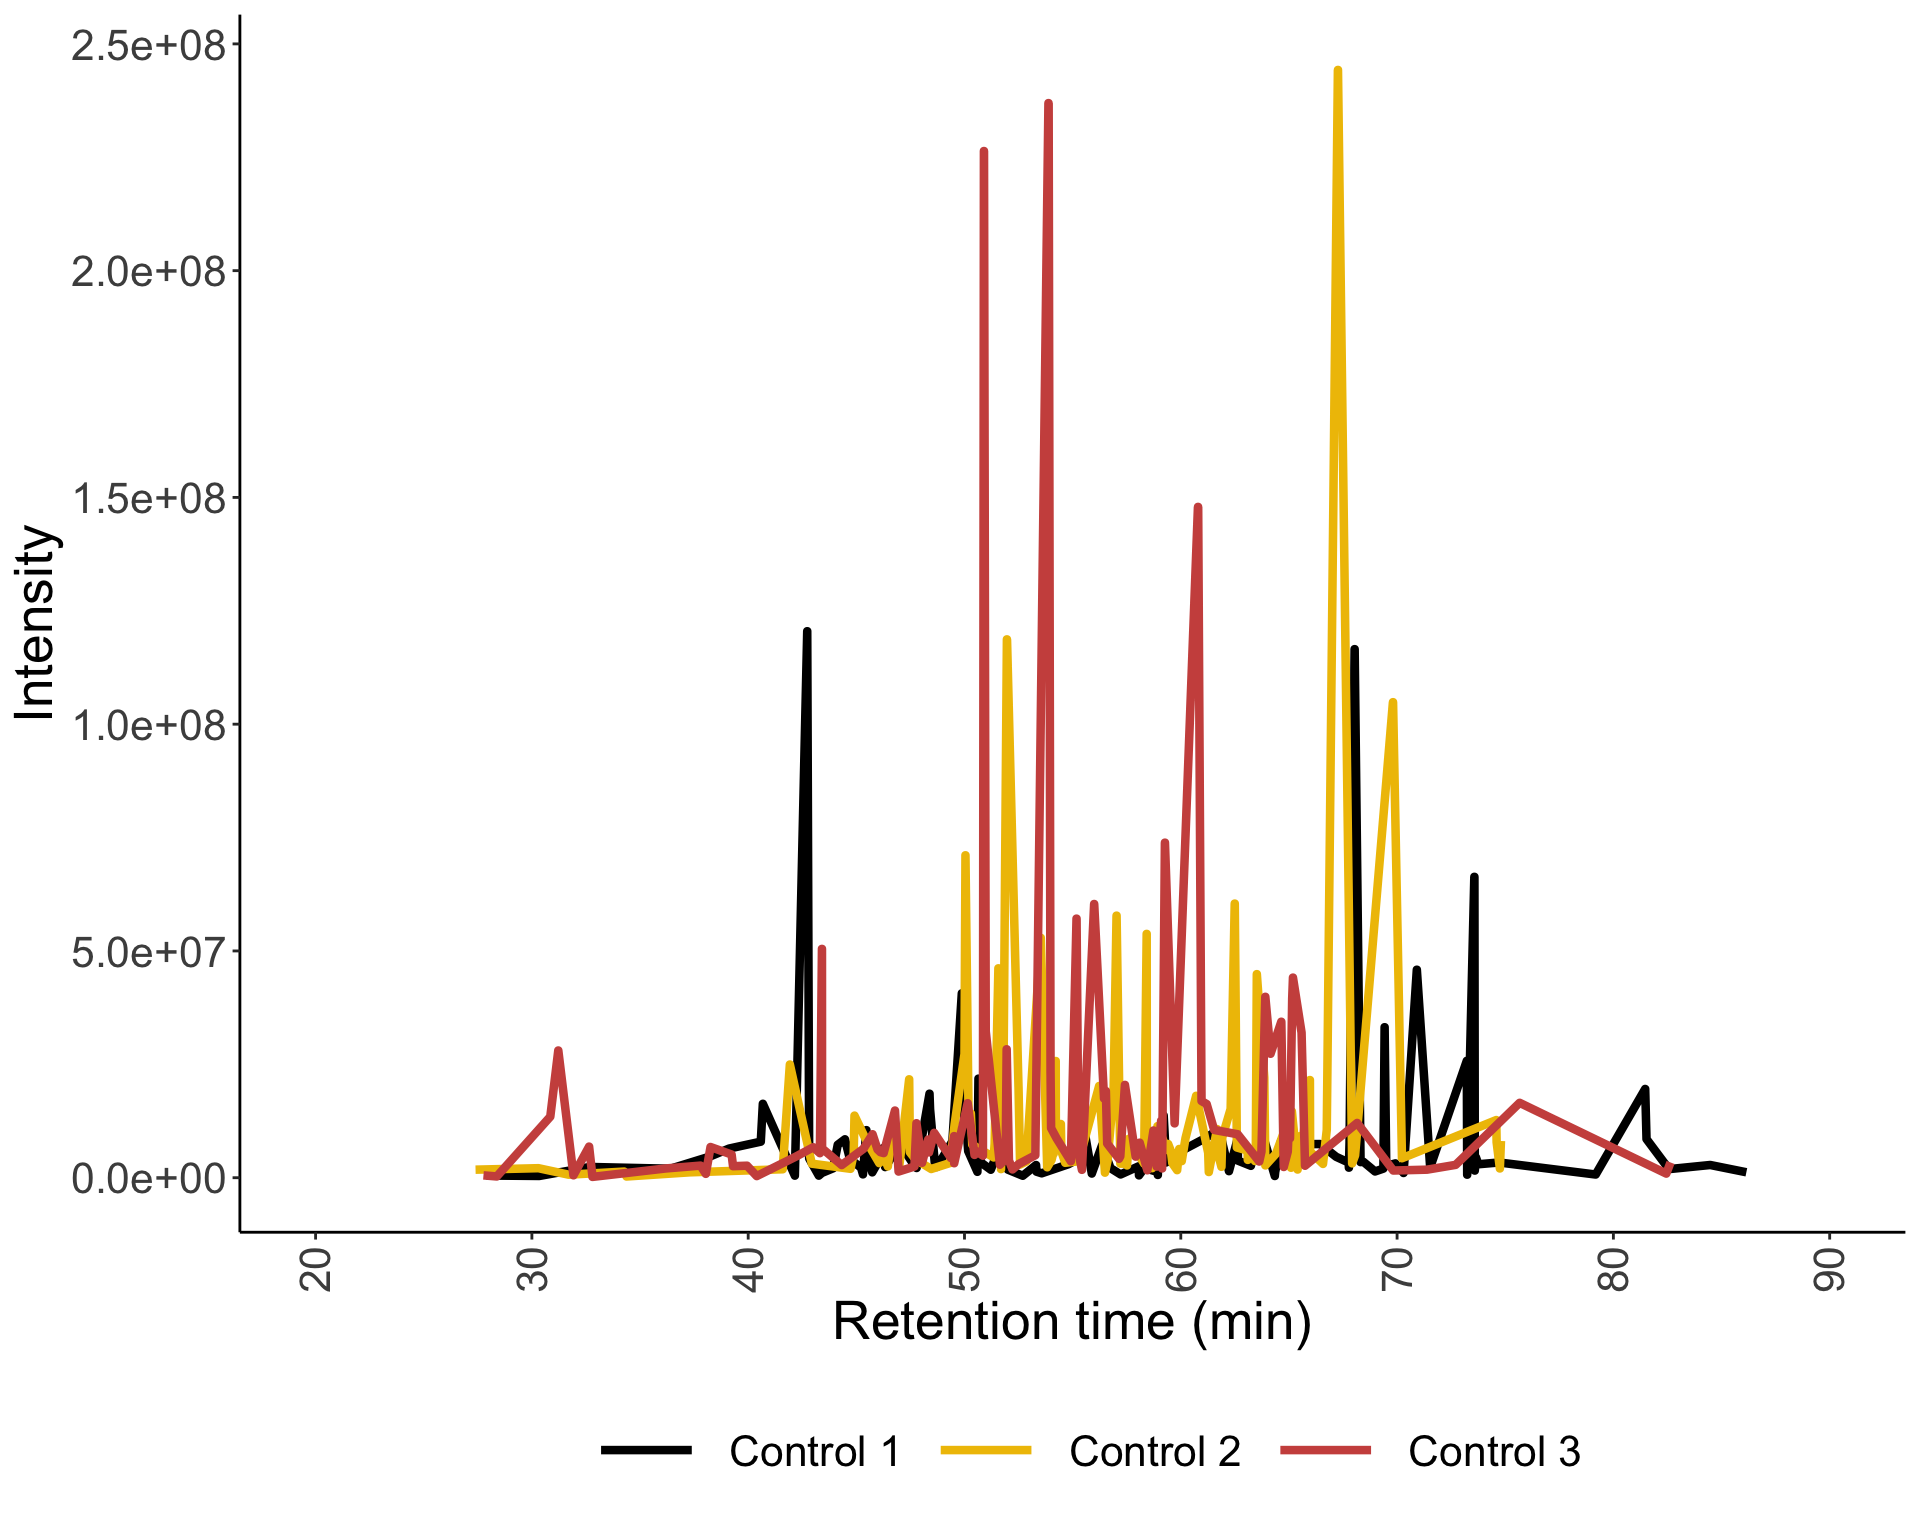 2.5e+08
2.0e+08
1.5e+08
1.0e+08
5.0e+07
0.0e+00
Intensity
20 30 40 50 60 70 80 90
Retention time (min)
Control 1 Control 2 Control 3